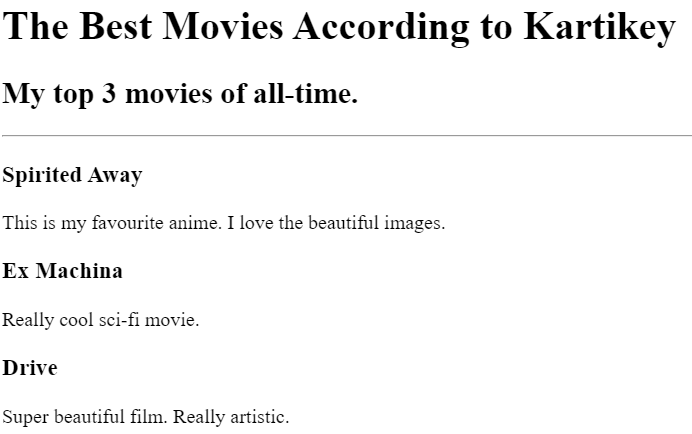 The Best Movies According to Kartikey
My top 3 movies of all-time.
Spirited Away
This is my favourite anime. I love the beautiful images.
Ex Machina
Really cool sci-fi movie.
Drive
Super beautiful film. Really artistic.